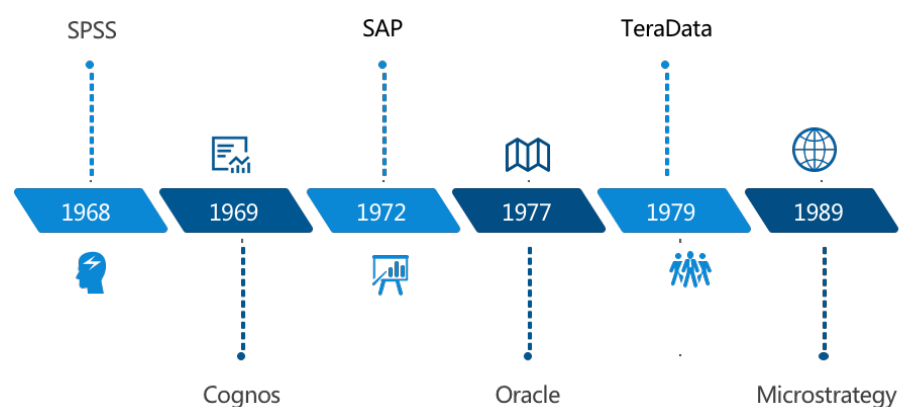 SPSS
SAP
TeraData
1968
1969
1972
1977
1979
1989
Cognos
Oracle
Microstrategy